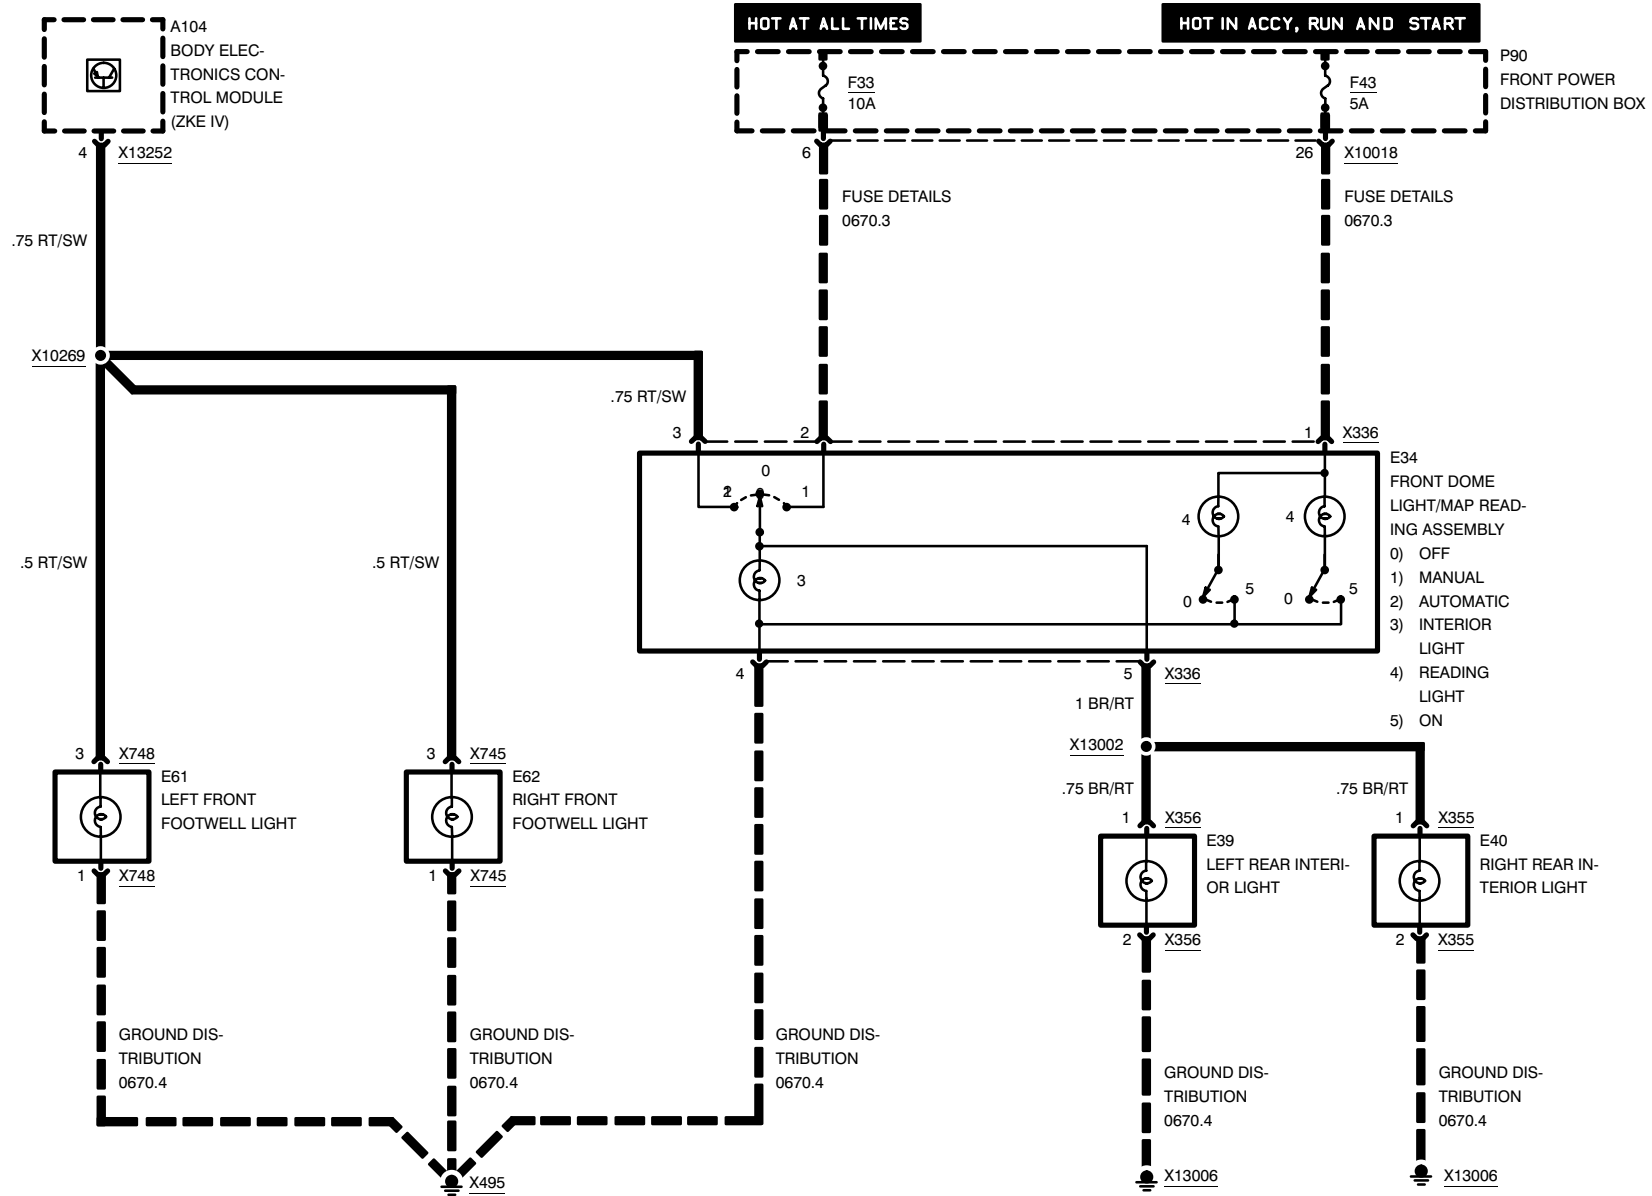 HOT AT ALL TIMES
HOT IN ACCY, RUN AND START
A104
BODY ELEC-
TRONICS CON-
TROL MODULE
(ZKE IV)
F33
10A
F43
5A
P90
FRONT POWER
DISTRIBUTION BOX
4
X13252
6
26
X10018
FUSE DETAILS
0670.3
FUSE DETAILS
0670.3
.75 RT/SW
X10269
.75 RT/SW
3
2
1
X336
0
2
1
4
4
3
0
5
0
5
E34
FRONT DOME
LIGHT/MAP READ-
ING ASSEMBLY
0) OFF
1) MANUAL
2) AUTOMATIC
3) INTERIOR
LIGHT
4) READING
LIGHT
5) ON
.5 RT/SW
.5 RT/SW
4
5
X336
1 BR/RT
X13002
.75 BR/RT
.75 BR/RT
3
X748
E61
LEFT FRONT
FOOTWELL LIGHT
1
X748
3
X745
E62
RIGHT FRONT
FOOTWELL LIGHT
1
X745
1
X356
E39
LEFT REAR INTERI-
OR LIGHT
2
X356
1
X355
E40
RIGHT REAR IN-
TERIOR LIGHT
2
X355
GROUND DIS-
TRIBUTION
0670.4
GROUND DIS-
TRIBUTION
0670.4
GROUND DIS-
TRIBUTION
0670.4
GROUND DIS-
TRIBUTION
0670.4
GROUND DIS-
TRIBUTION
0670.4
X495
X13006
X13006